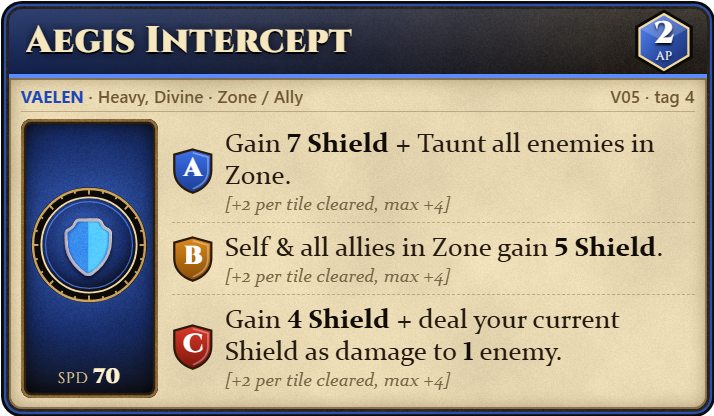 AEGIS INTERCEPT
2
AP
VAELEN · Heavy, Divine · Zone / Ally
V05 · tag 4
A
Gain 7 Shield + Taunt all enemies in
Zone.
[+2 per tile cleared, max +4]
B
Self & all allies in Zone gain 5 Shield.
[+2 per tile cleared, max +4]
C
Gain 4 Shield + deal your current
Shield as damage to 1 enemy.
[+2 per tile cleared, max +4]
SPD 70